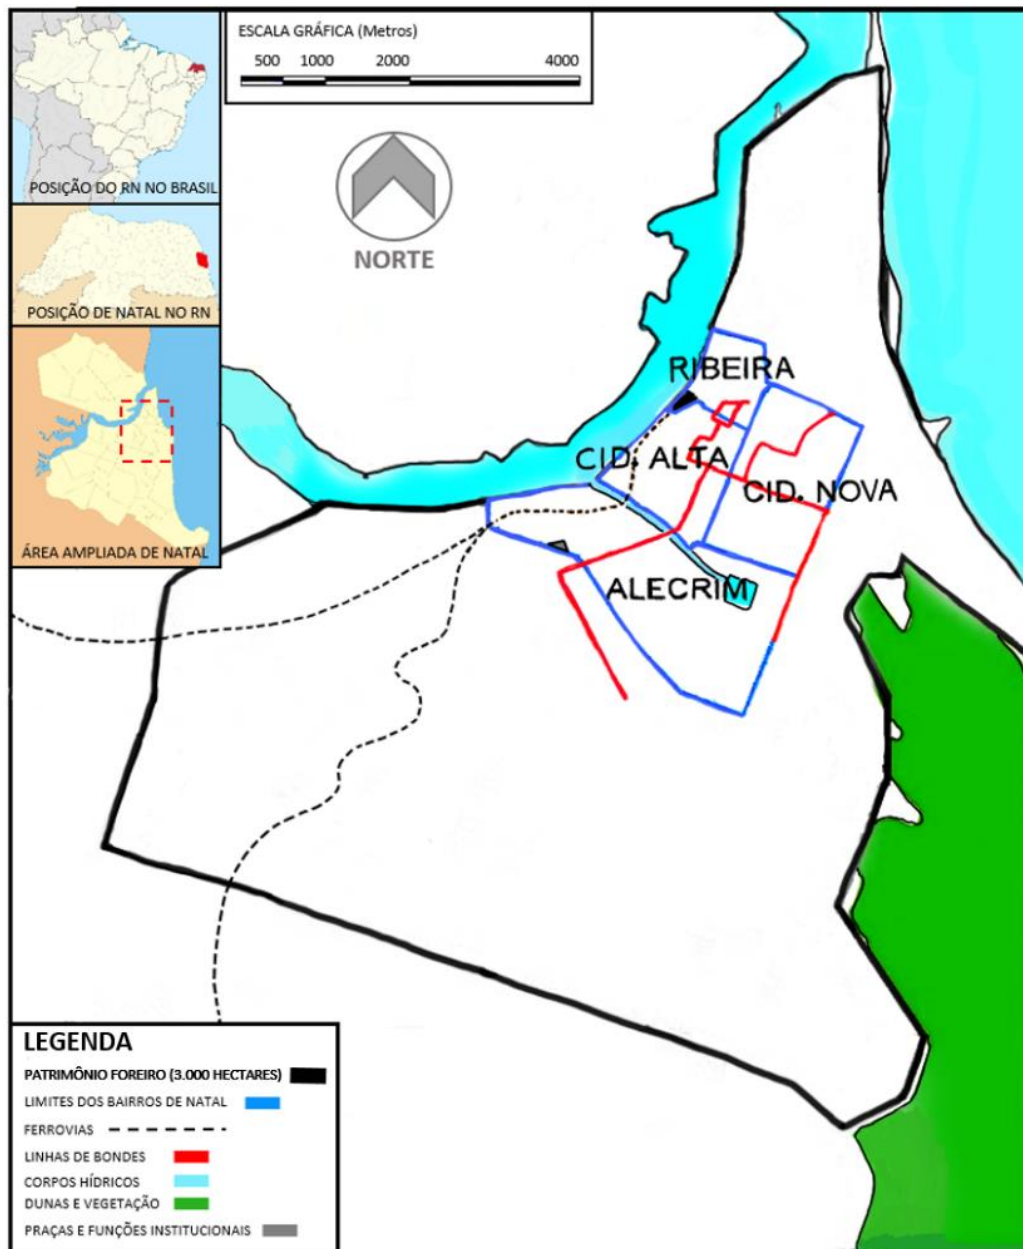 ESCALA GRÁFICA (Metros)
500 1000 2000 4000
POSIÇÃO DO RN NO BRASIL
NORTE
POSIÇÃO DE NATAL NO RN
RIBEIRA
CID. ALTA
CID. NOVA
ÁREA AMPLIADA DE NATAL
ALECRIM
LEGENDA
PATRIMÔNIO FOREIRO (3.000 HECTARES)
LIMITES DOS BAIRROS DE NATAL
FERROVIAS
LINHAS DE BONDES
CORPOS HÍDRICOS
DUNAS E VEGETAÇÃO
PRAÇAS E FUNÇÕES INSTITUCIONAIS